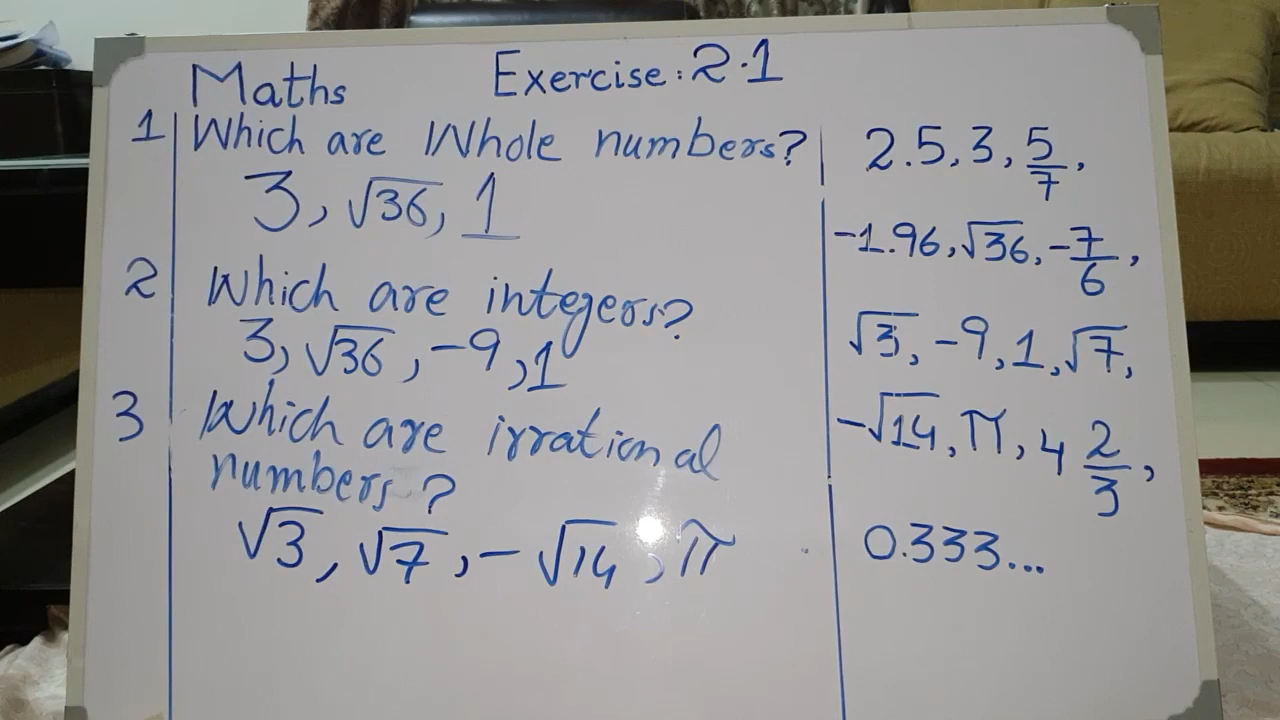 Maths Exercise: 2.1
1 Which are Whole numbers?
3, √36, 1
2 Which are integers?
3, √36, -9, 1
3 Which are irrational
numbers?
√3, √7, -√14, π
2.5, 3, 5/7,
-1.96, √36, -7/6,
√3, -9, 1, √7,
-√14, π, 4 2/3,
0.333...